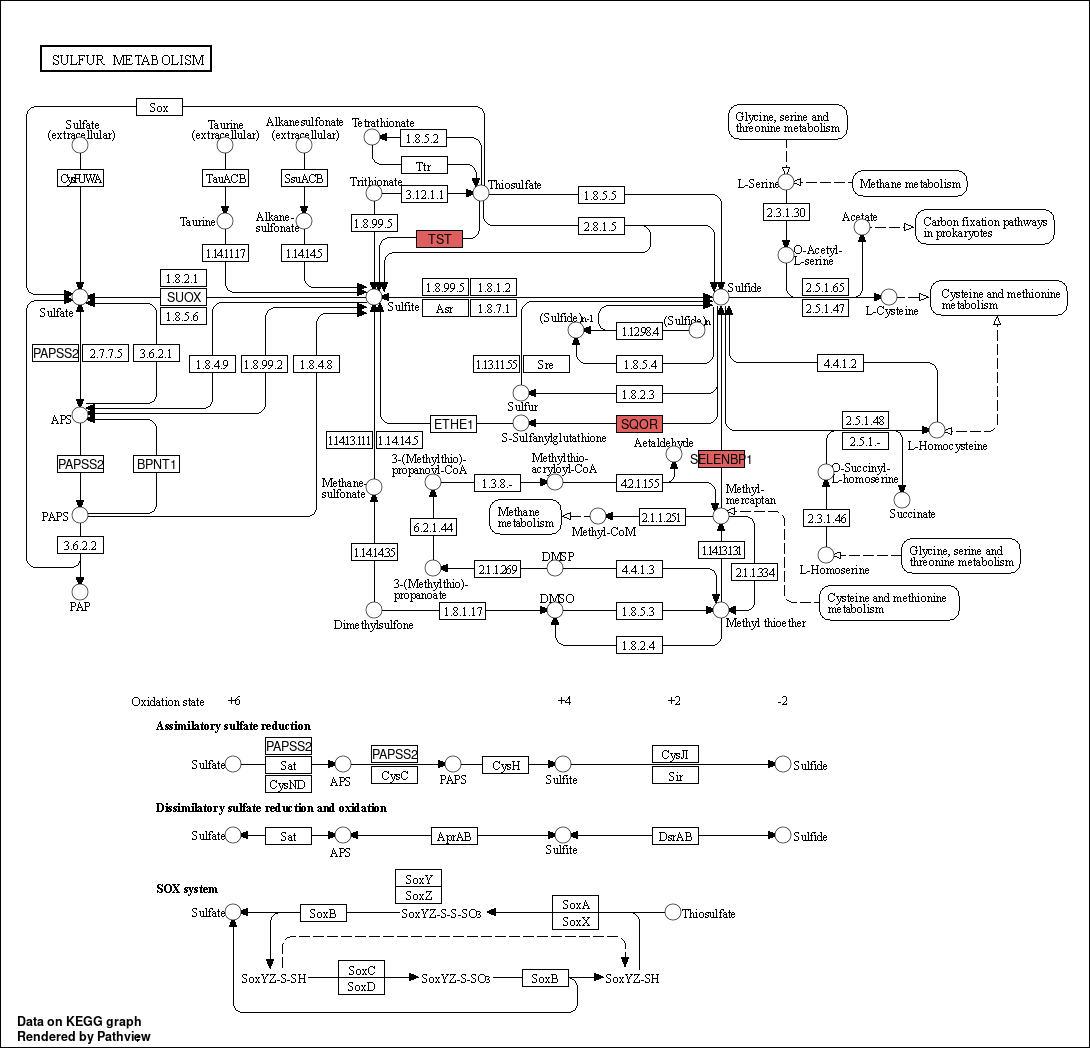 SULFUR METABOLISM
Sox
Sulfate
(extracellular)
Taurine
(extracellular)
Alkanesulfonate
(extracellular)
Tetrathionate
1.8.5.2
Ttr
Glycine, serine and
threonine metabolism
CysPUWA
TauACB
SsuACB
Trithionate
3.12.1.1
Thiosulfate
1.8.5.5
L-Serine
Methane metabolism
Taurine
Alkane-
sulfonate
1.8.99.5
TST
2.8.1.5
2.3.1.30
Acetate
Carbon fixation pathways
in prokaryotes
1.14.11.17
1.14.14.5
O-Acetyl-
L-serine
1.8.2.1
SUOX
1.8.5.6
1.8.99.5
1.8.1.2
Asr
1.8.7.1
Sulfate
Sulfite
Sulfide
2.5.1.65
2.5.1.47
L-Cysteine
Cysteine and methionine
metabolism
(Sulfide)n-1
1.12.98.4
(Sulfide)n
PAPSS2
2.7.7.5
3.6.2.1
1.8.4.9
1.8.99.2
1.8.4.8
1.13.11.55
Sre
1.8.5.4
4.4.1.2
1.8.2.3
Sulfur
APS
ETHE1
SQOR
S-Sulfanylglutathione
2.5.1.48
2.5.1.-
L-Homocysteine
1.14.13.111
1.14.14.5
Aetaldehyde
SELENBP1
PAPSS2
BPNT1
3-(Methylthio)-
propanoyl-CoA
Methylthio-
acryloyl-CoA
1.3.8.-
4.2.1.155
O-Succinyl-
L-homoserine
Methane-
sulfonate
Methyl-
mercaptan
Succinate
PAPS
Methane
metabolism
Methyl-CoM
2.1.1.251
2.3.1.46
6.2.1.44
3.6.2.2
1.14.14.35
1.14.13.131
L-Homoserine
Glycine, serine and
threonine metabolism
DMSP
2.1.1.269
4.4.1.3
2.1.1.334
3-(Methylthio)-
propanoate
PAP
DMSO
Cysteine and methionine
metabolism
1.8.1.17
1.8.5.3
Dimethylsulfone
Methyl thioether
1.8.2.4
Oxidation state +6 +4 +2 -2
Assimilatory sulfate reduction
PAPSS2
PAPSS2
CysJI
Sulfate
Sat
CysH
Sulfide
CysND
APS
CysC
PAPS
Sulfite
Sir
Dissimilatory sulfate reduction and oxidation
Sulfate
Sat
AprAB
DsrAB
Sulfide
APS
Sulfite
SOX system
SoxY
SoxZ
Sulfate
SoxB
SoxYZ-S-S-SO3
SoxA
SoxX
Thiosulfate
SoxYZ-S-SH
SoxC
SoxD
SoxYZ-S-SO3
SoxB
SoxYZ-SH
Data on KEGG graph
Rendered by Pathview